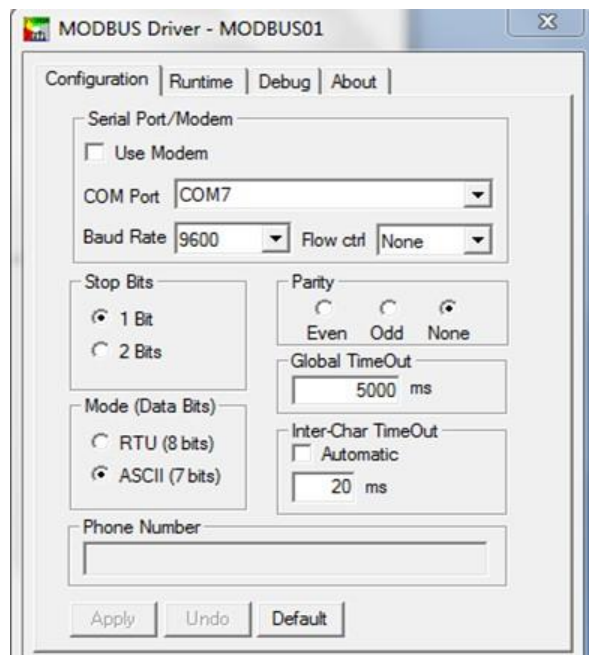 MODBUS Driver - MODBUS01
Configuration Runtime Debug About
Serial Port/Modem
Use Modem
COM Port COM7
Baud Rate 9600 Flow ctrl None
Stop Bits
1 Bit
2 Bits
Parity
Even Odd None
Global TimeOut
5000 ms
Mode (Data Bits)
RTU (8 bits)
ASCII (7 bits)
Inter-Char TimeOut
Automatic
20 ms
Phone Number
Apply Undo Default